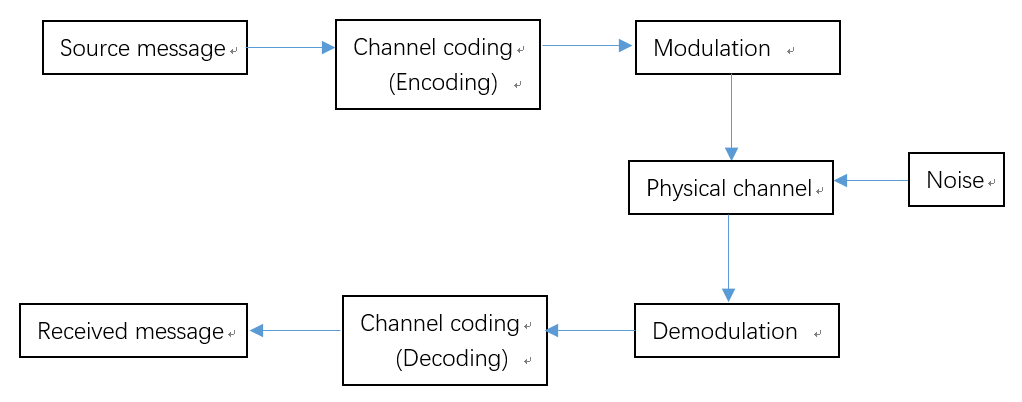 Source message
Channel coding
(Encoding)
Modulation
Physical channel
Noise
Demodulation
Channel coding
(Decoding)
Received message